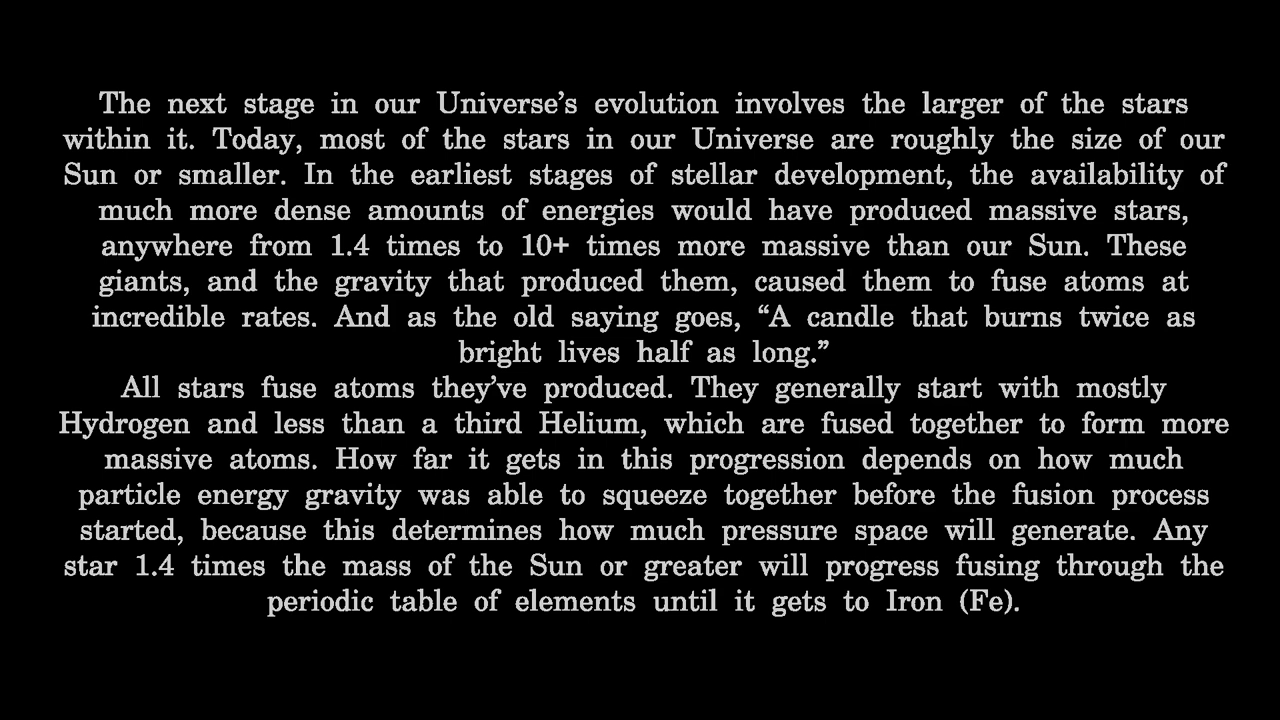 The next stage in our Universe’s evolution involves the larger of the stars
within it. Today, most of the stars in our Universe are roughly the size of our
Sun or smaller. In the earliest stages of stellar development, the availability of
much more dense amounts of energies would have produced massive stars,
anywhere from 1.4 times to 10+ times more massive than our Sun. These
giants, and the gravity that produced them, caused them to fuse atoms at
incredible rates. And as the old saying goes, “A candle that burns twice as
bright lives half as long.”
All stars fuse atoms they’ve produced. They generally start with mostly
Hydrogen and less than a third Helium, which are fused together to form more
massive atoms. How far it gets in this progression depends on how much
particle energy gravity was able to squeeze together before the fusion process
started, because this determines how much pressure space will generate. Any
star 1.4 times the mass of the Sun or greater will progress fusing through the
periodic table of elements until it gets to Iron (Fe).